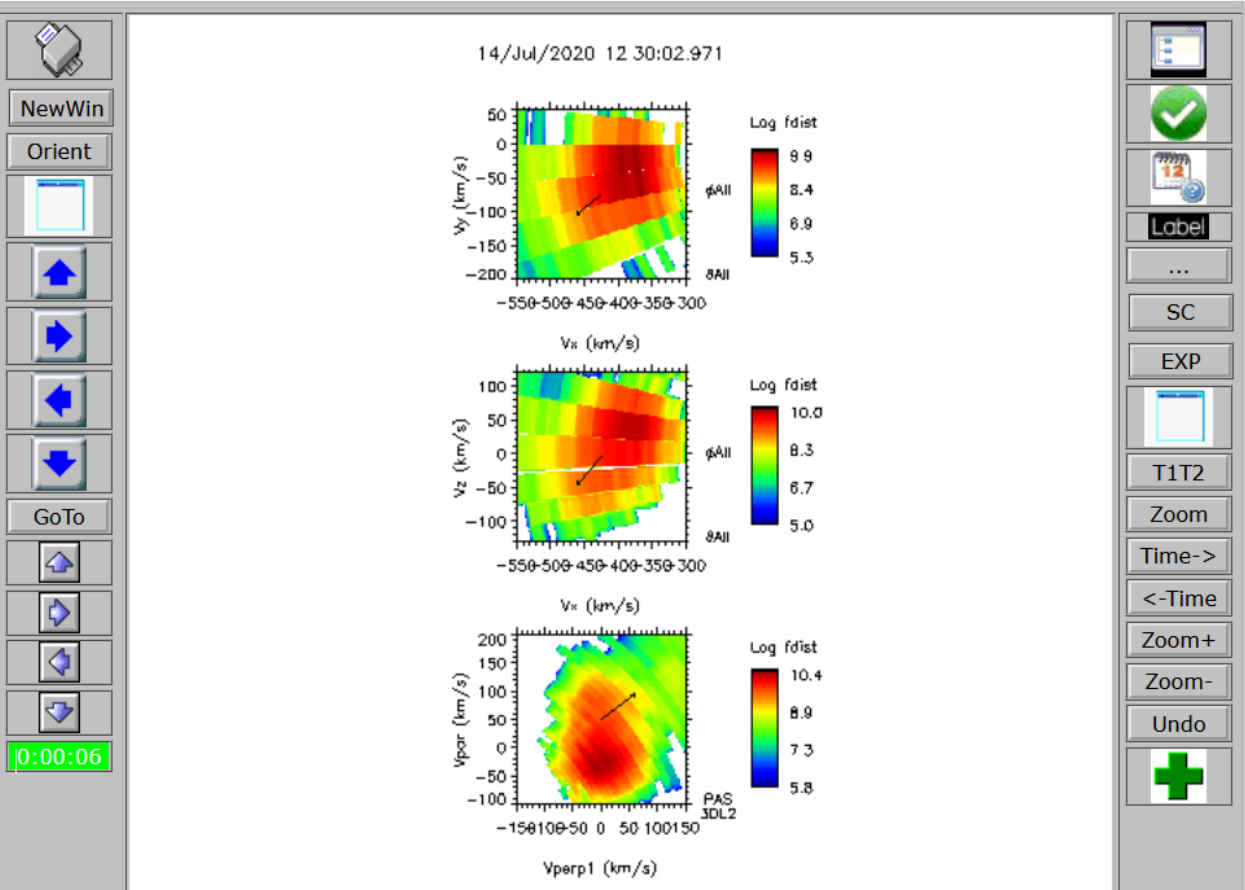 NewWin
Orient
GoTo
0:00:06
14/Jul/2020 12 30:02.971
50
0
-50
-100
-150
-200
Vy (km/s)
-550-500-450-400-350-300
Vx (km/s)
ϕAll
θAll
Log fdist
9 9
8.4
6.9
5.3
100
50
0
-50
-100
Vz (km/s)
-550-500-450-400-350-300
Vx (km/s)
ϕAll
θAll
Log fdist
10.0
8.3
6.7
5.0
200
150
100
50
0
-50
-100
Vpar (km/s)
-150-100-50 0 50 100150
Vperp1 (km/s)
PAS
3DL2
Log fdist
10.4
8.9
7 3
5.8
12
?
Label
...
SC
EXP
T1T2
Zoom
Time->
<-Time
Zoom+
Zoom-
Undo